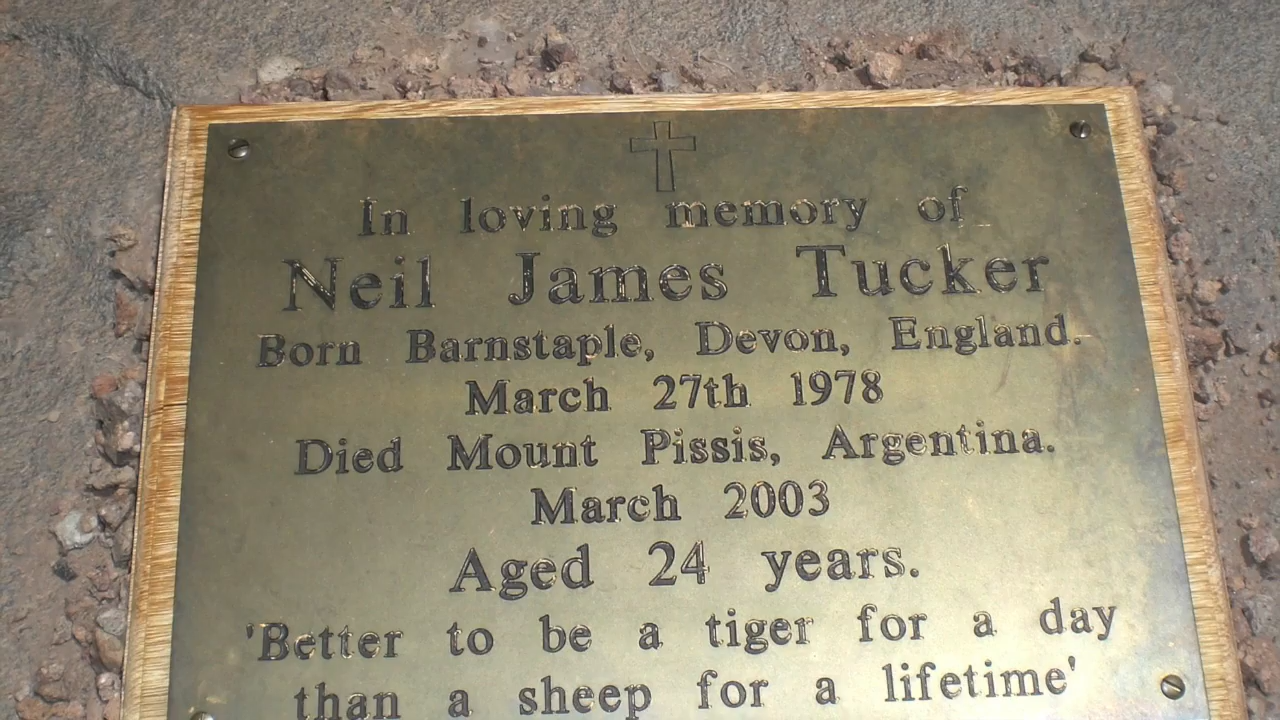 In loving memory of
Neil James Tucker
Born Barnstaple, Devon, England.
March 27th 1978
Died Mount Pissis, Argentina.
March 2003
Aged 24 years.
'Better to be a tiger for a day
than a sheep for a lifetime'